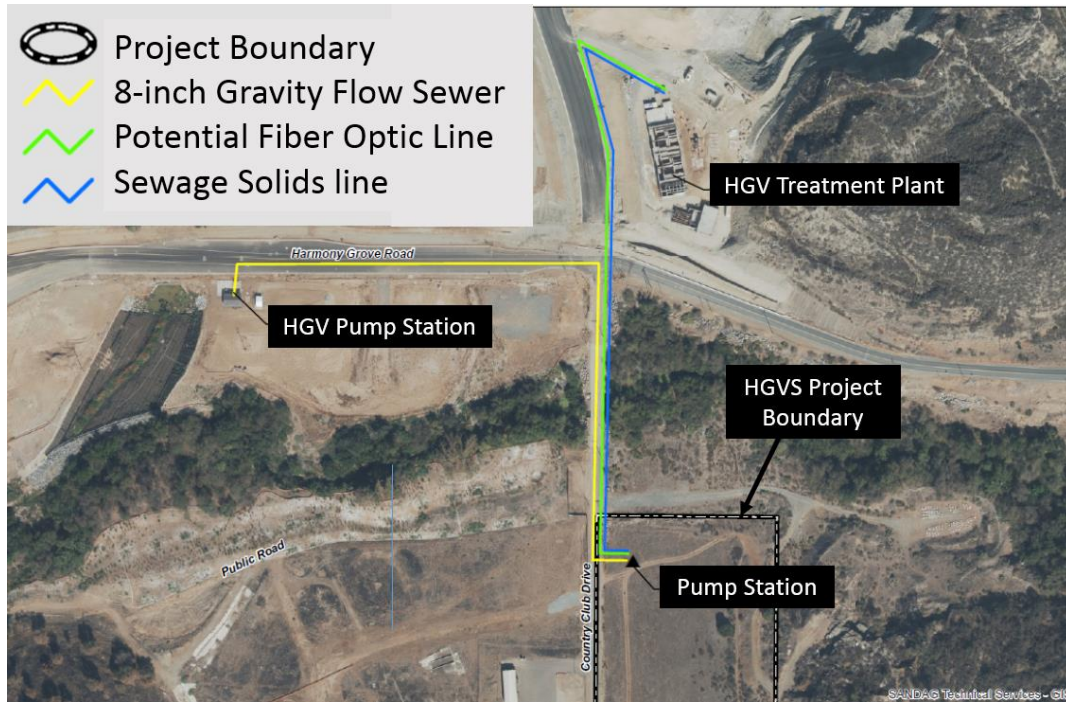 Project Boundary
8-inch Gravity Flow Sewer
Potential Fiber Optic Line
Sewage Solids line
HGV Treatment Plant
Harmony Grove Road
HGV Pump Station
HGVS Project
Boundary
Public Road
Country Club Drive
Pump Station
SANDAG Technical Services - GIS